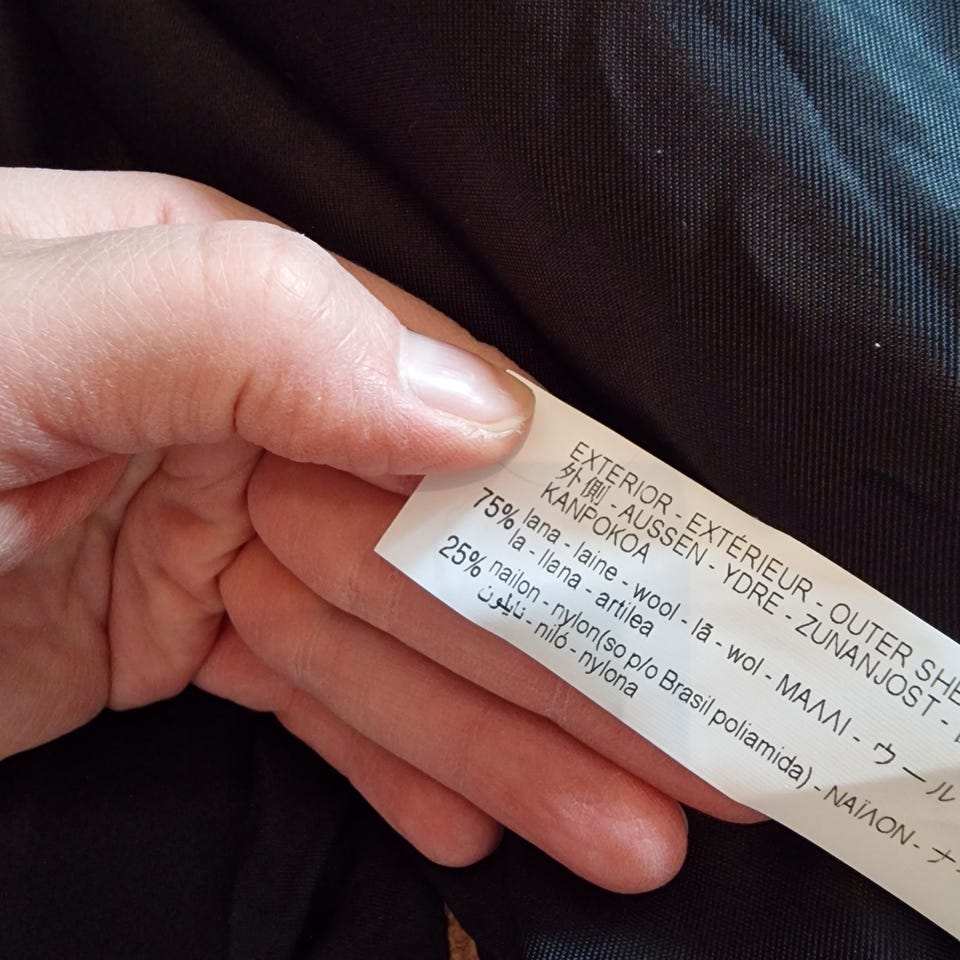 EXTERIOR - EXTÉRIEUR - OUTER
外側 - AUSSEN - YDRE - ZUNANJOST -
KANPOKOA
75% lana - laine - wool - lã - wol - ΜΑΛΛΙ - ウール
la - llana - artilea
25% nailon - nylon(so p/o Brasil poliamida) - ΝΑΪΛΟΝ -
نايلون - niló - nylona